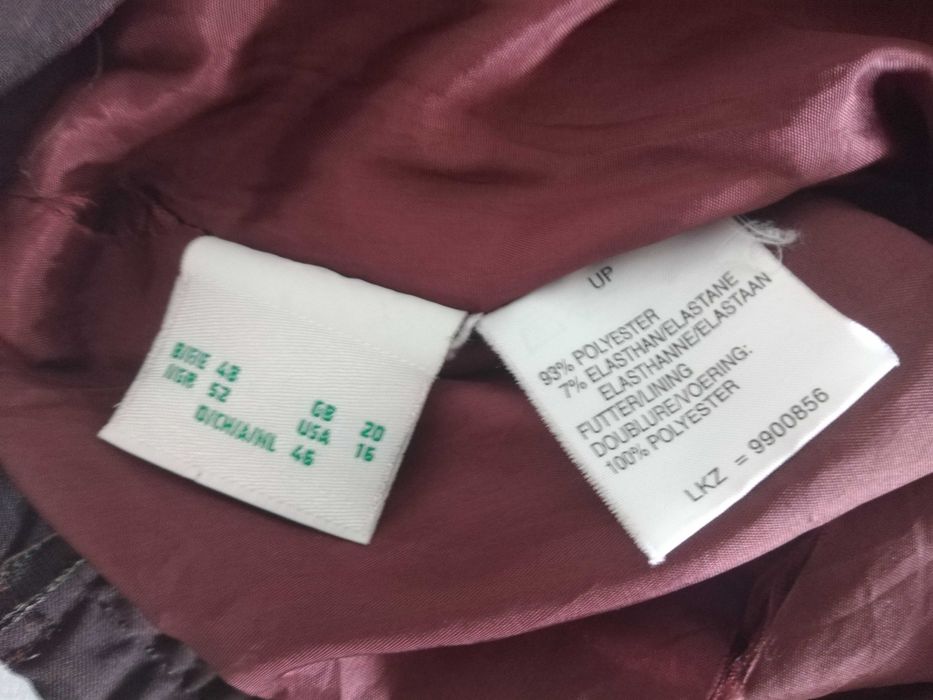 B/F/E 48
I/GR 52
GB 20
USA 16
D/CH/A/NL 46
UP
93% POLYESTER
7% ELASTHAN/ELASTANE
ELASTHANNE/ELASTAAN
FUTTER/LINING
DOUBLURE/VOERING:
100% POLYESTER
LKZ = 9900856